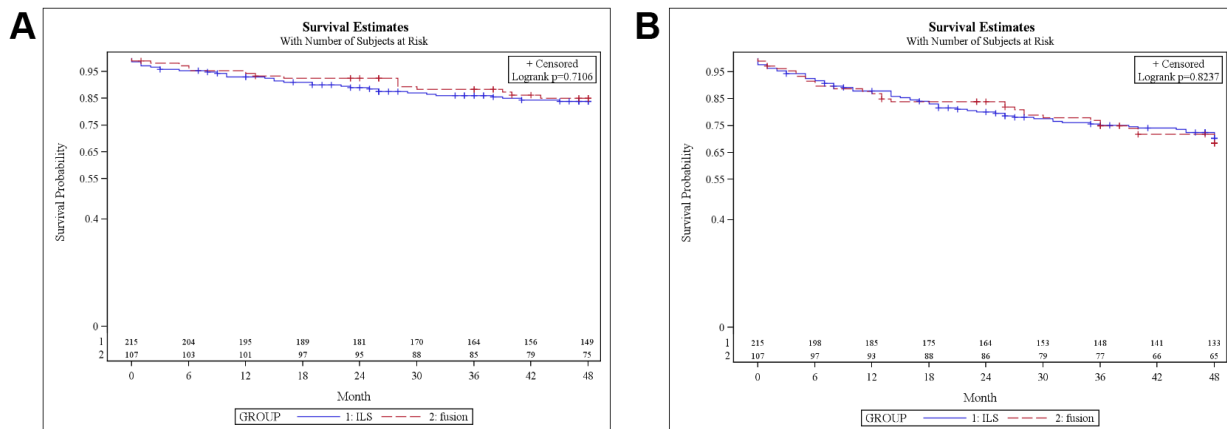 A
Survival Estimates
With Number of Subjects at Risk
+ Censored
Logrank p=0.7106
Survival Probability
0.95
0.85
0.75
0.65
0.55
0.4
0
1 215 204 195 189 181 170 164 156 149
2 107 103 101 97 95 88 85 79 75
0 6 12 18 24 30 36 42 48
Month
GROUP 1: ILS 2: fusion
B
Survival Estimates
With Number of Subjects at Risk
+ Censored
Logrank p=0.8237
Survival Probability
0.95
0.85
0.75
0.65
0.55
0.4
0
1 215 198 185 175 164 153 148 141 133
2 107 97 93 88 86 79 77 66 65
0 6 12 18 24 30 36 42 48
Month
GROUP 1: ILS 2: fusion